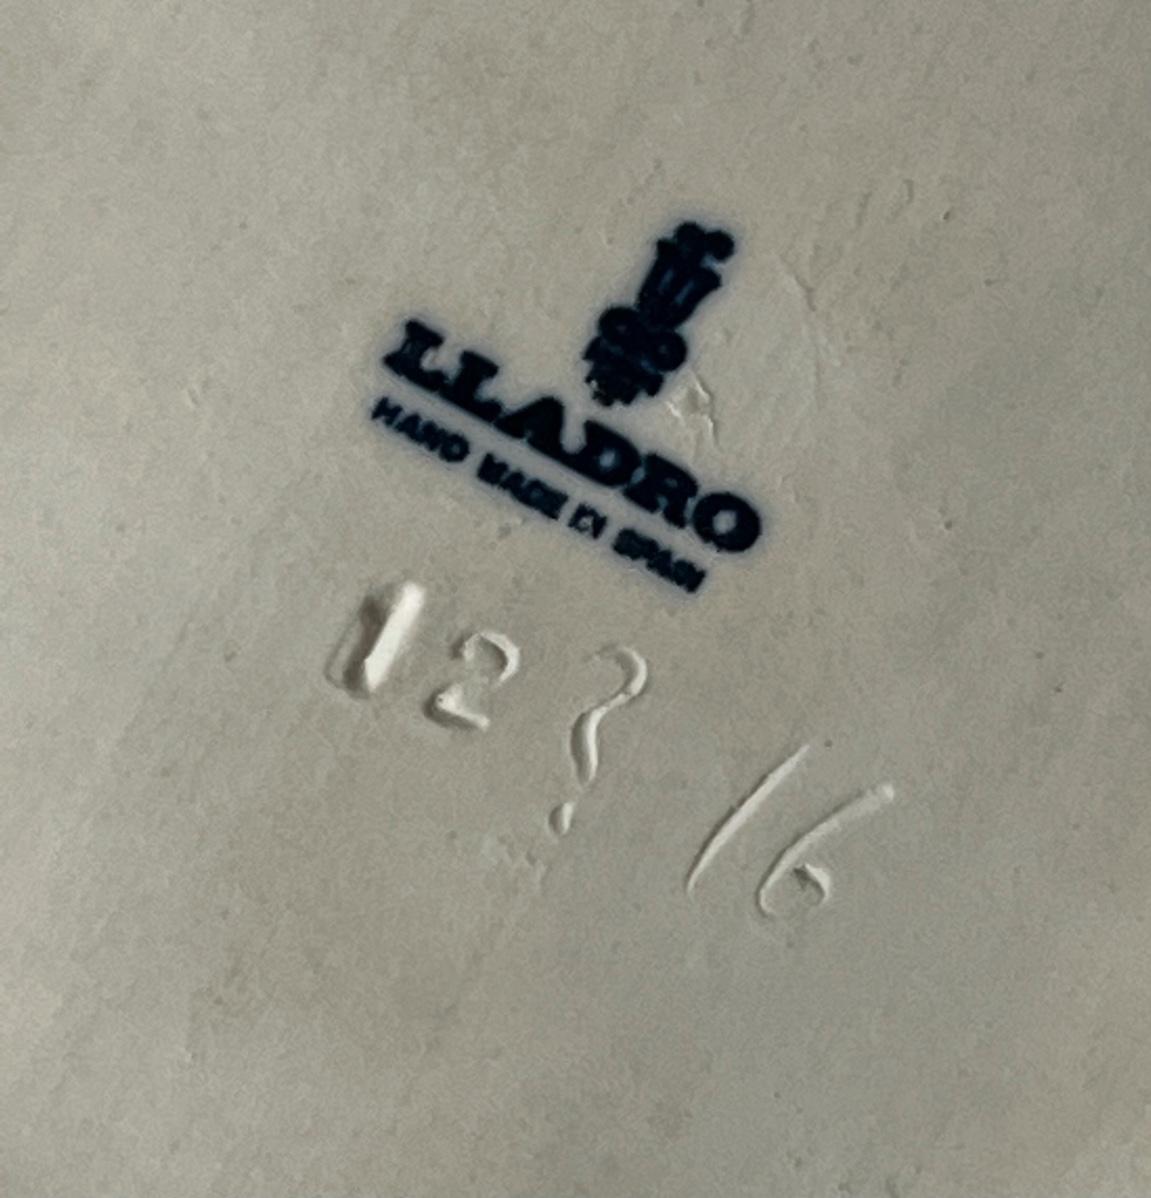 LLADRO
HAND MADE IN SPAIN
12 ? 16